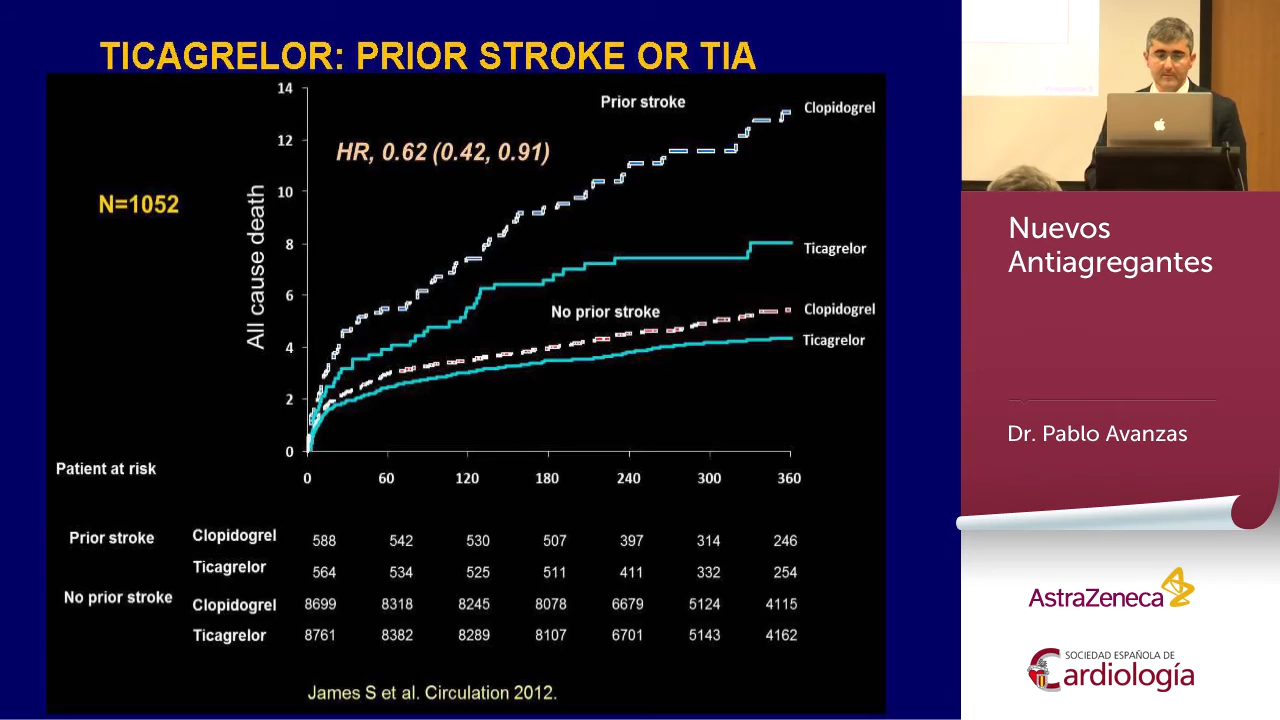 TICAGRELOR: PRIOR STROKE OR TIA
N=1052
All cause death
14
12
10
8
6
4
2
0
HR, 0.62 (0.42, 0.91)
Prior stroke
Clopidogrel
Ticagrelor
No prior stroke
Clopidogrel
Ticagrelor
0 60 120 180 240 300 360
Patient at risk
Prior stroke Clopidogrel 588 542 530 507 397 314 246
Ticagrelor 564 534 525 511 411 332 254
No prior stroke Clopidogrel 8699 8318 8245 8078 6679 5124 4115
Ticagrelor 8761 8382 8289 8107 6701 5143 4162
James S et al. Circulation 2012.
Nuevos
Antiagregantes
Dr. Pablo Avanzas
AstraZeneca
SOCIEDAD ESPAÑOLA DE
Cardiología